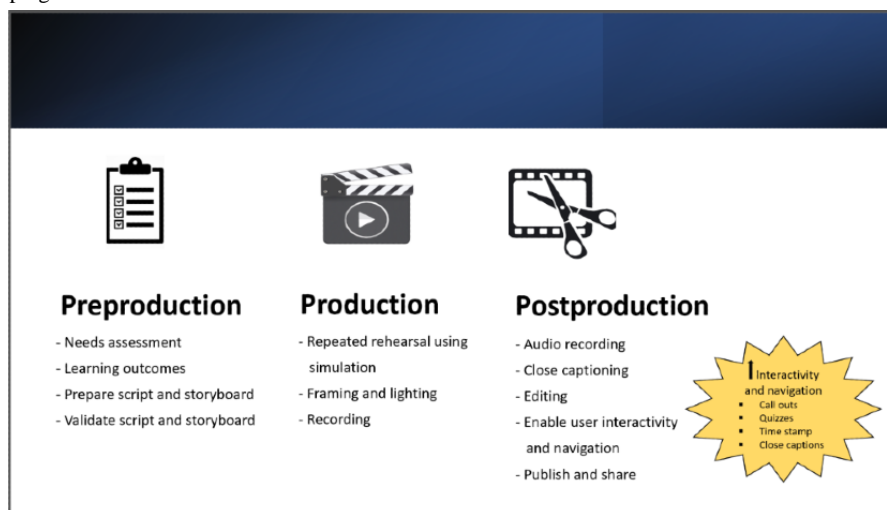 Preproduction
- Needs assessment
- Learning outcomes
- Prepare script and storyboard
- Validate script and storyboard
Production
- Repeated rehearsal using
simulation
- Framing and lighting
- Recording
Postproduction
- Audio recording
- Close captioning
- Editing
- Enable user interactivity
and navigation
- Publish and share
Interactivity
and navigation
▪ Call outs
▪ Quizzes
▪ Time stamp
▪ Close captions